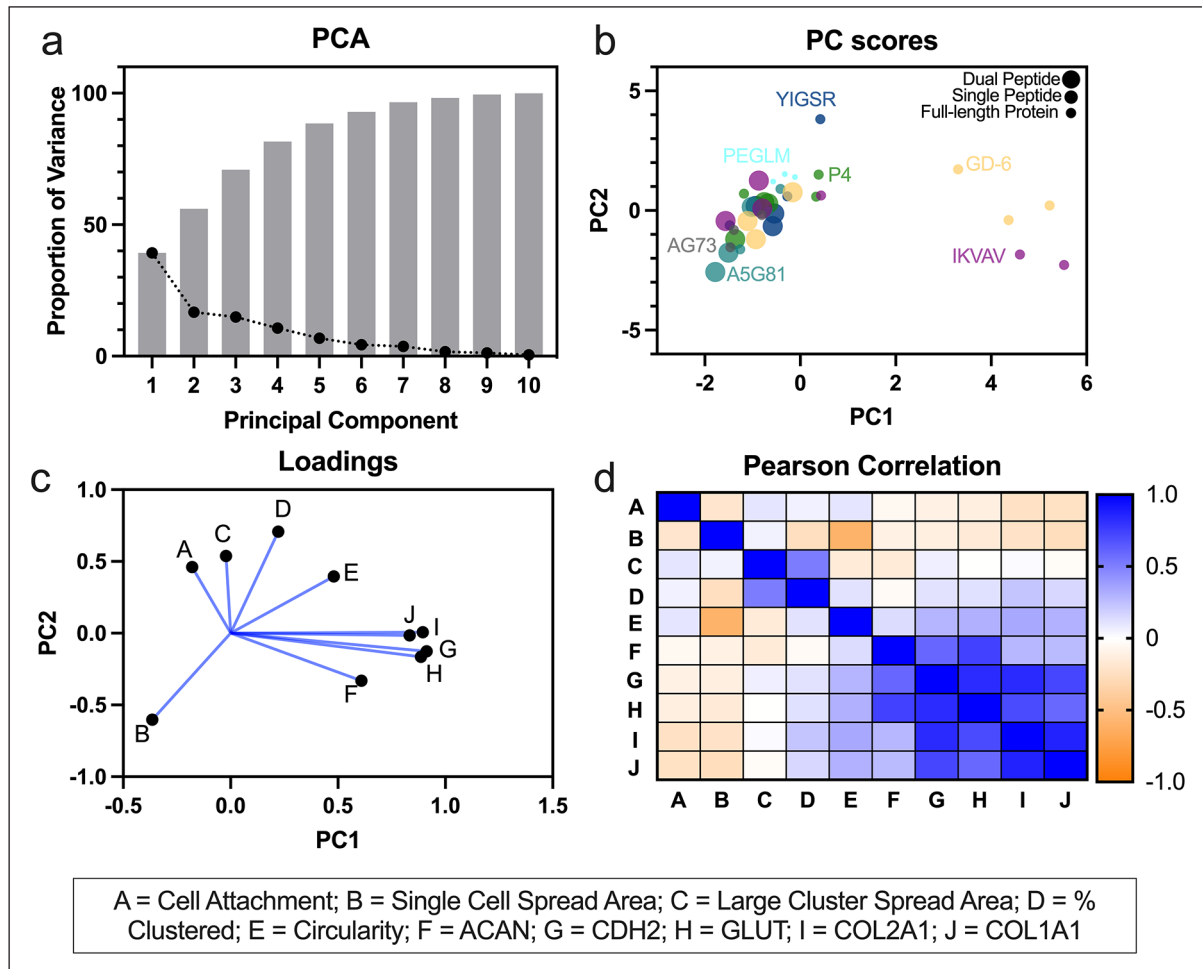 a
PCA
Proportion of Variance
100
50
0
1 2 3 4 5 6 7 8 9 10
Principal Component
b
PC scores
Dual Peptide
Single Peptide
Full-length Protein
YIGSR
PEGLM
P4
GD-6
AG73
A5G81
IKVAV
PC2
5
0
-5
-2 0 2 4 6
PC1
c
Loadings
PC2
1.0
0.5
0.0
-0.5
-1.0
A
C
D
E
J
I
G
H
F
B
-0.5 0.0 0.5 1.0 1.5
PC1
d
Pearson Correlation
A
B
C
D
E
F
G
H
I
J
A B C D E F G H I J
1.0
0.5
0
-0.5
-1.0
A = Cell Attachment; B = Single Cell Spread Area; C = Large Cluster Spread Area; D = %
Clustered; E = Circularity; F = ACAN; G = CDH2; H = GLUT; I = COL2A1; J = COL1A1